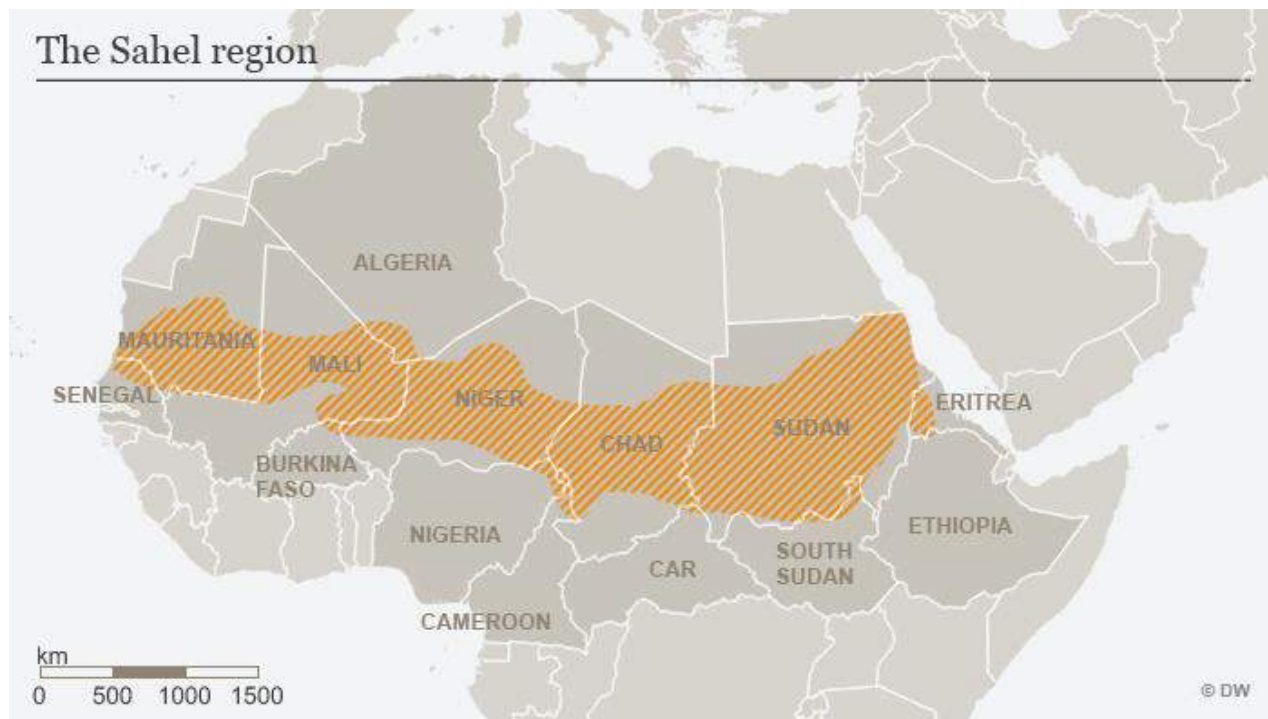 The Sahel region
ALGERIA
MAURITANIA
MALI
SENEGAL
NiGER
ERITREA
SUDAN
CHAD
BURKINA
FASO
NIGERIA
ETHIOPIA
SOUTH
SUDAN
CAR
CAMEROON
km
0 500 1000 1500
© DW